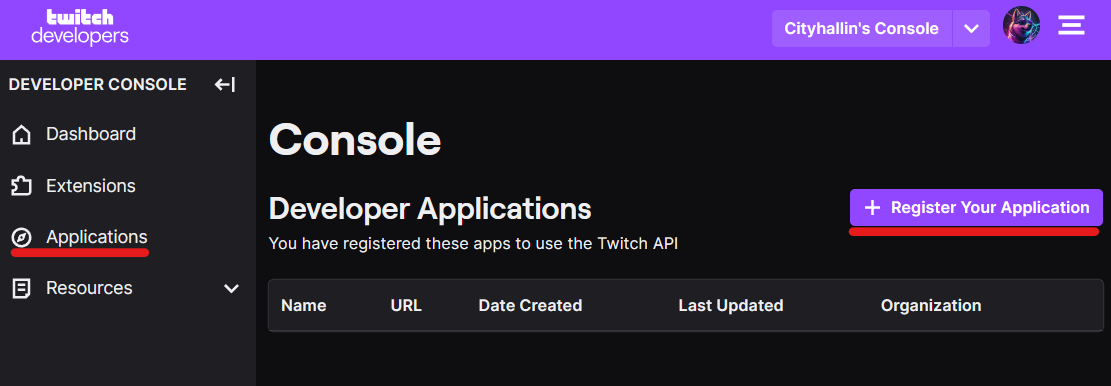 twitch
developers
Cityhallin's Console
DEVELOPER CONSOLE
Dashboard
Extensions
Applications
Resources
Console
Developer Applications
Register Your Application
You have registered these apps to use the Twitch API
Name URL Date Created Last Updated Organization